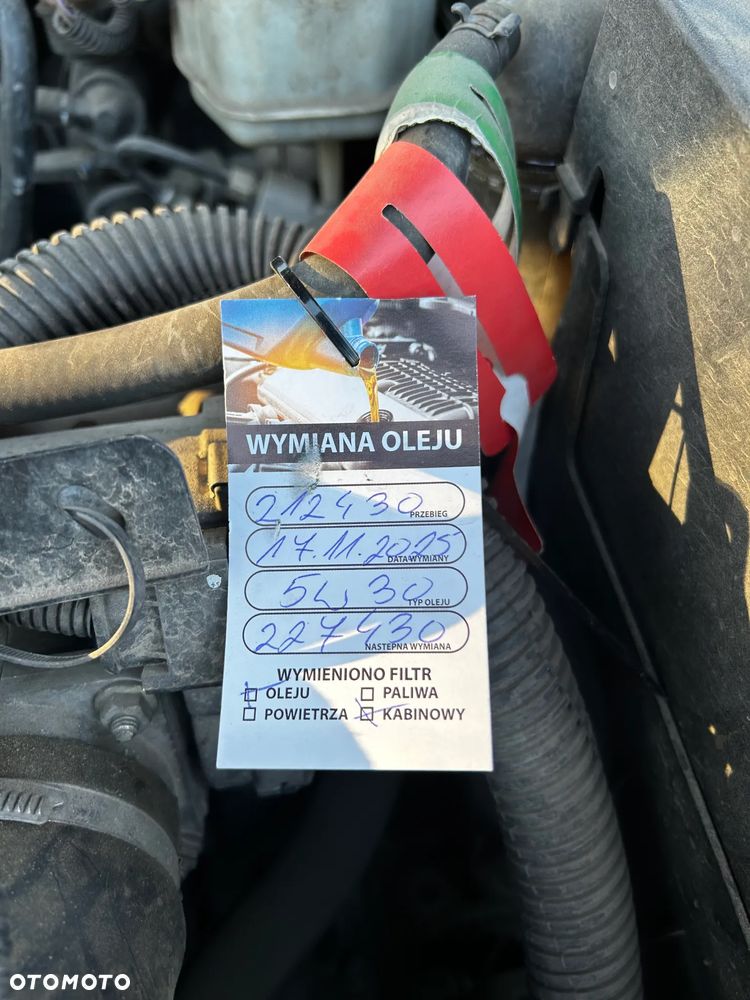 WYMIANA OLEJU
212430 PRZEBIEG
17.11.2025 DATA WYMIANY
5W30 TYP OLEJU
227430 NASTEPNA WYMIANA
WYMIENIONO FILTR
OLEJU PALIWA
POWIETRZA KABINOWY
OTOMOTO